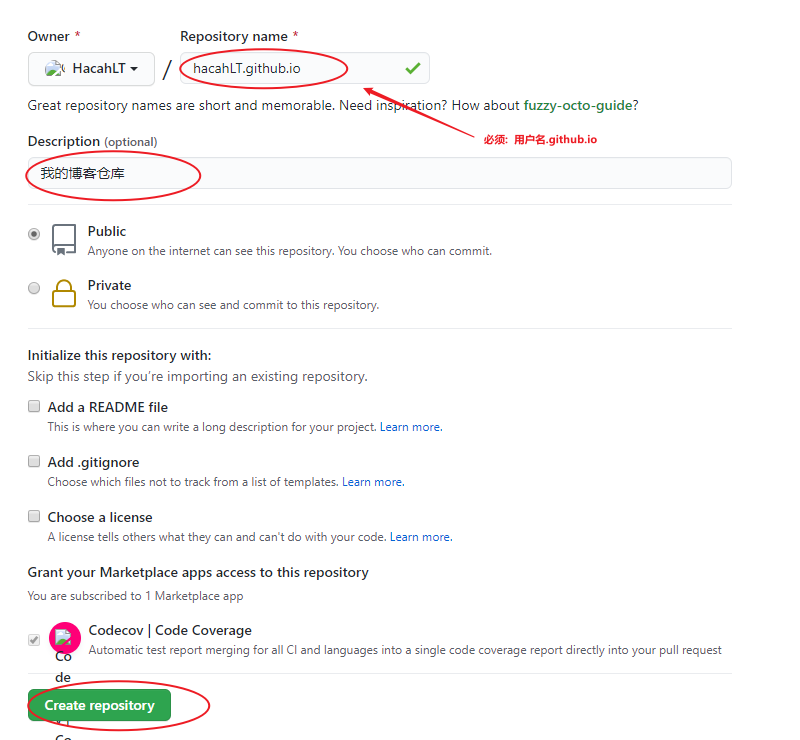 Owner * Repository name *
HacahLT / hacahLT.github.io
Great repository names are short and memorable. Need inspiration? How about fuzzy-octo-guide?
必须: 用户名.github.io
Description (optional)
我的博客仓库
Public
Anyone on the internet can see this repository. You choose who can commit.
Private
You choose who can see and commit to this repository.
Initialize this repository with:
Skip this step if you're importing an existing repository.
Add a README file
This is where you can write a long description for your project. Learn more.
Add .gitignore
Choose which files not to track from a list of templates. Learn more.
Choose a license
A license tells others what they can and can't do with your code. Learn more.
Grant your Marketplace apps access to this repository
You are subscribed to 1 Marketplace app
Codecov | Code Coverage
Automatic test report merging for all CI and languages into a single code coverage report directly into your pull request
Co
de
Create repository